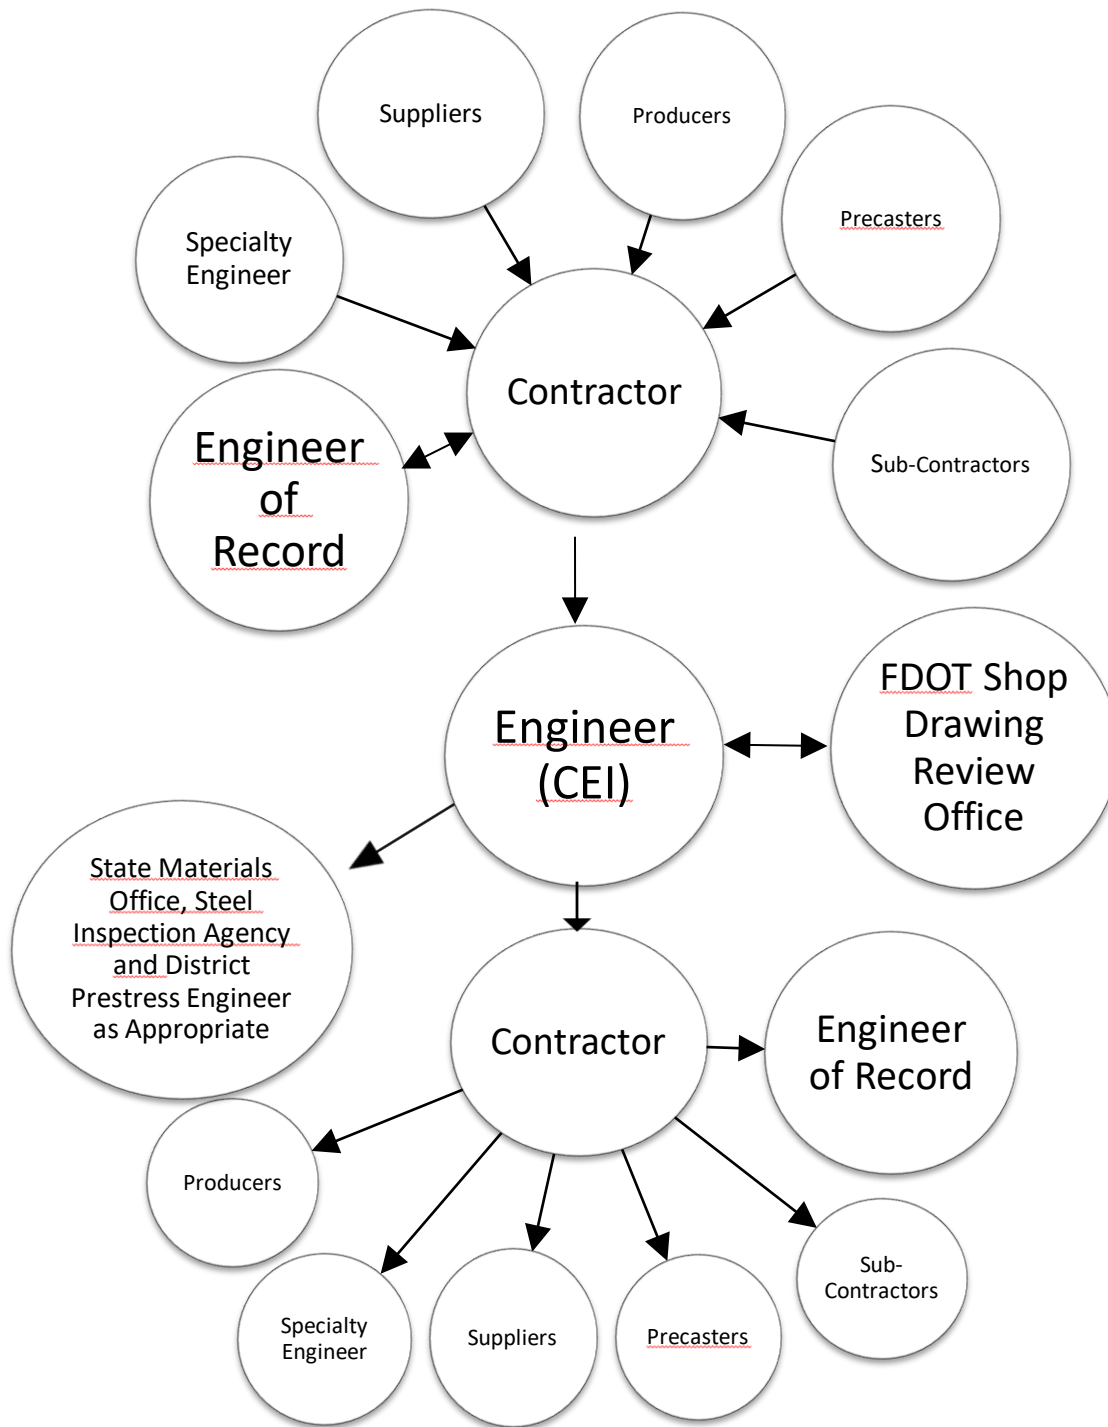 Suppliers
Producers
Specialty
Engineer
Precasters
Contractor
Engineer
of
Record
Sub-Contractors
Engineer
(CEI)
FDOT Shop
Drawing
Review
Office
State Materials
Office, Steel
Inspection Agency
and District
Prestress Engineer
as Appropriate
Contractor
Engineer
of Record
Producers
Specialty
Engineer
Suppliers
Precasters
Sub-
Contractors